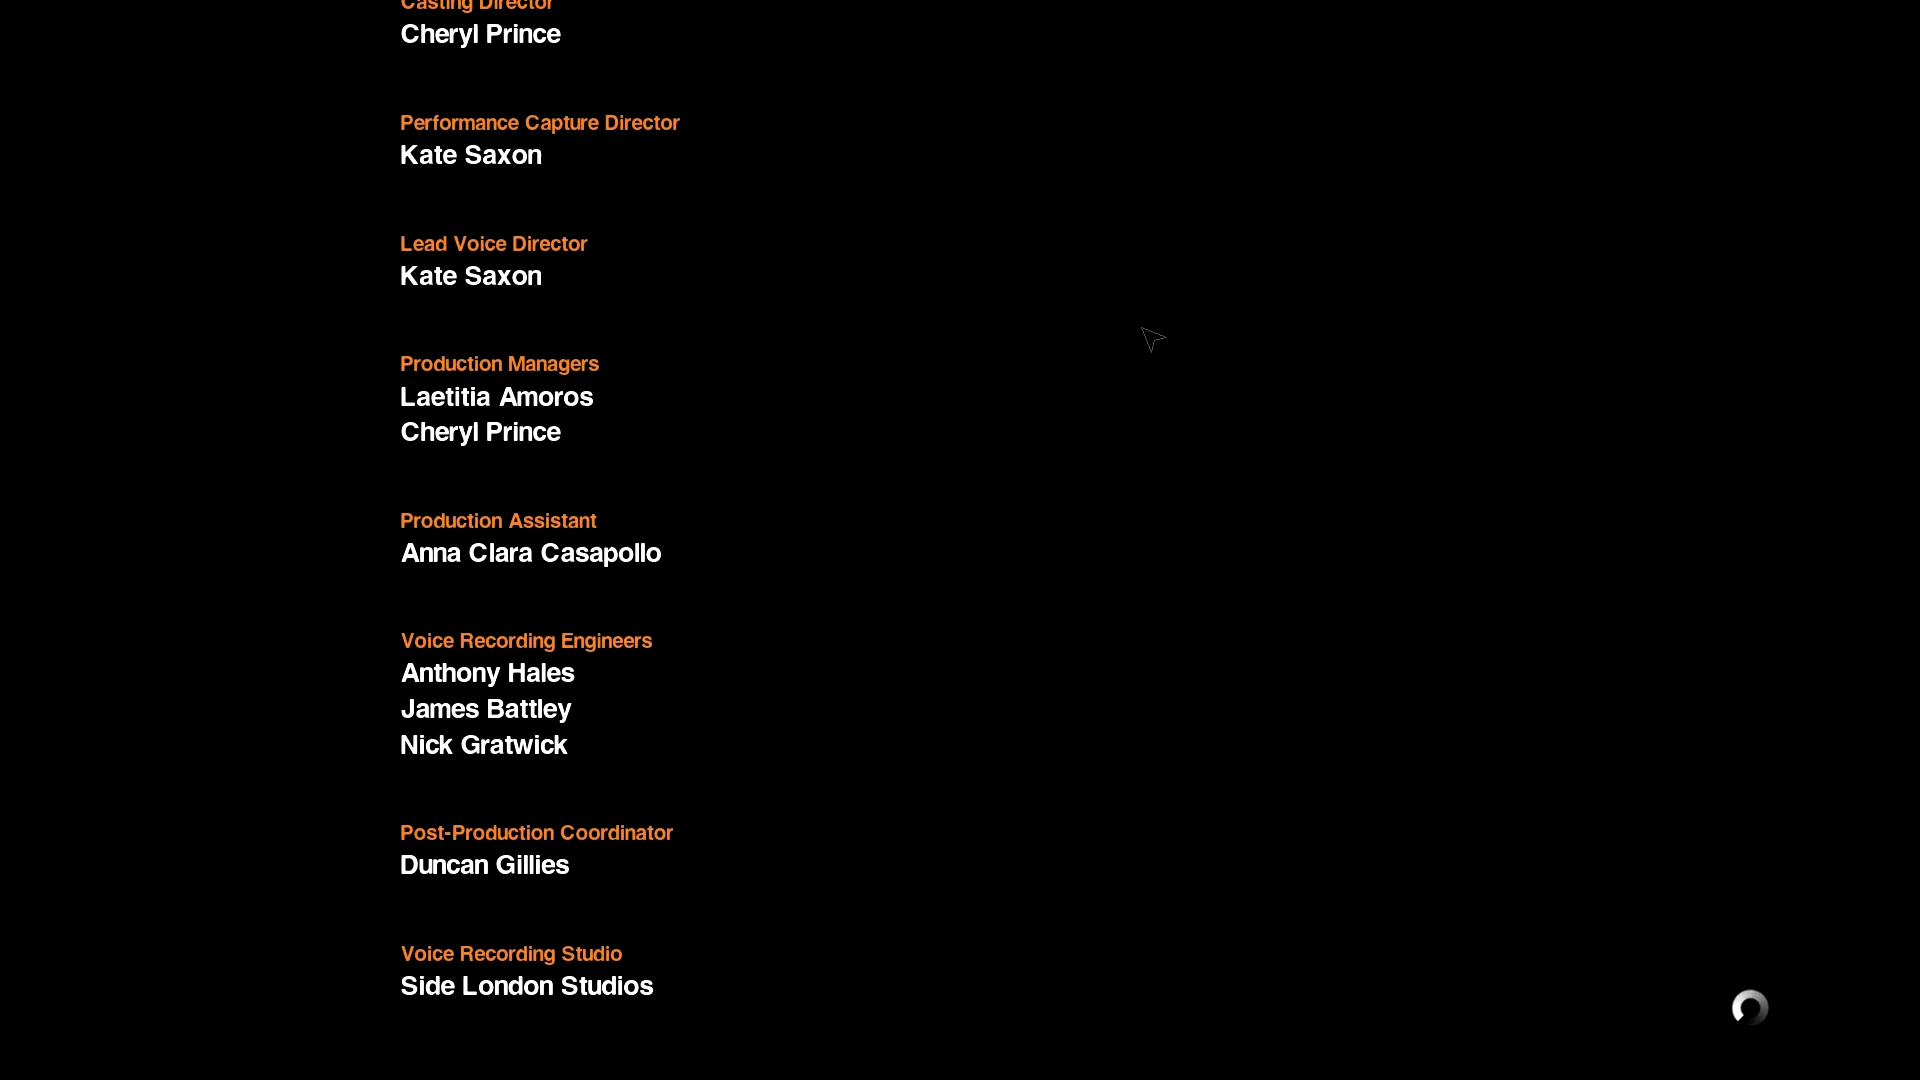 Casting Director
Cheryl Prince
Performance Capture Director
Kate Saxon
Lead Voice Director
Kate Saxon
Production Managers
Laetitia Amoros
Cheryl Prince
Production Assistant
Anna Clara Casapollo
Voice Recording Engineers
Anthony Hales
James Battley
Nick Gratwick
Post-Production Coordinator
Duncan Gillies
Voice Recording Studio
Side London Studios